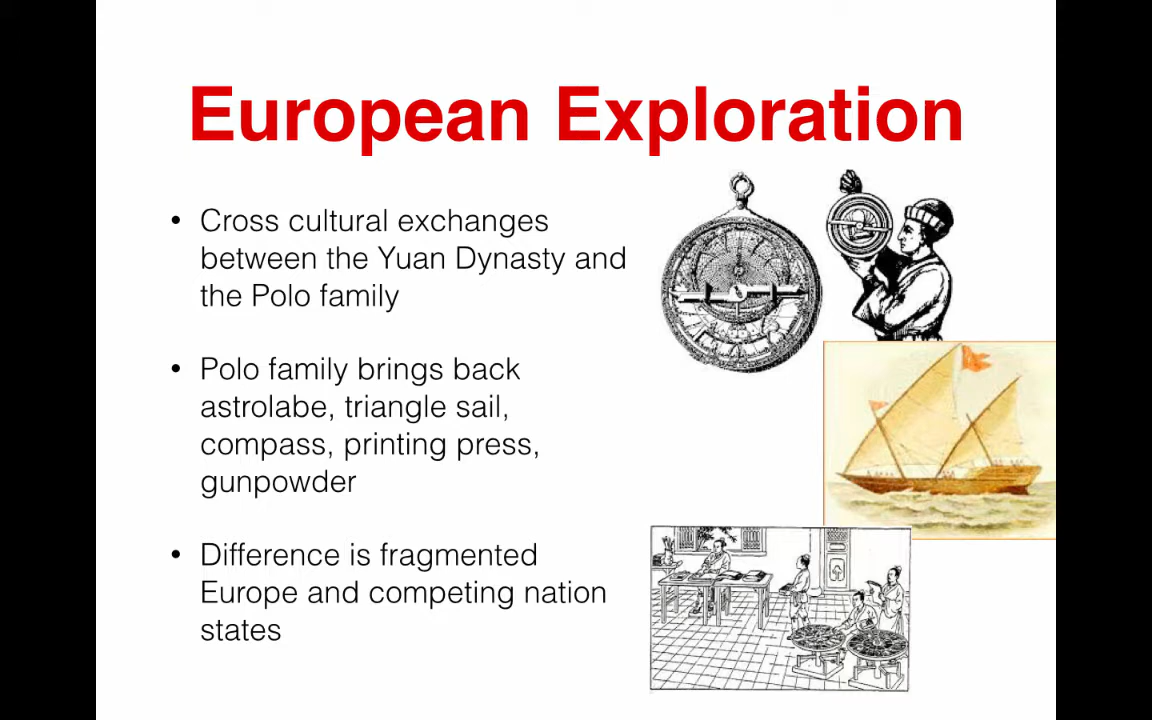 European Exploration
• Cross cultural exchanges
between the Yuan Dynasty and
the Polo family
• Polo family brings back
astrolabe, triangle sail,
compass, printing press,
gunpowder
• Difference is fragmented
Europe and competing nation
states